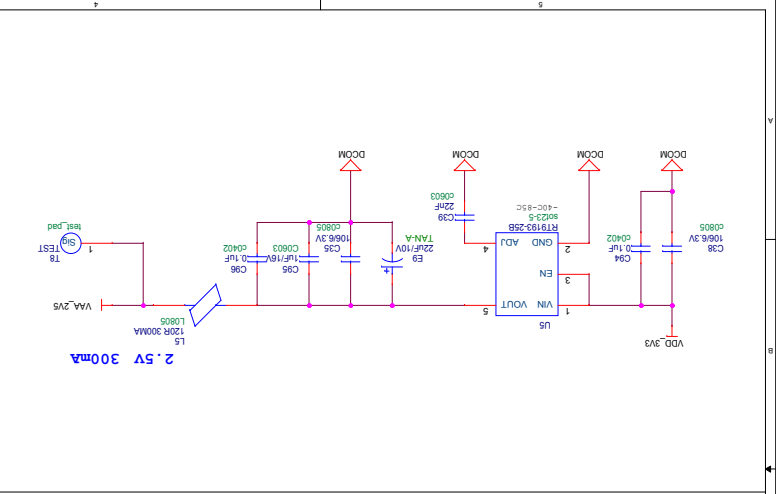 B
2.5V 300mA
VDD_3V3
U5
L5
120R 300MA
L0805
1
VIN
VOUT
5
VAA_2V5
3
EN
C38
106/6.3V
c0805
C94
0.1uF
c0402
2
GND
ADJ
4
RT9193-25B
sot23-5
-40C~85C
E9
22uF/10V
TAN-A
C35
106/6.3V
c0805
C95
1uF/16V
C0603
C96
0.1uF
c0402
T8
TEST
Sig
1
test_pad
C39
22nF
c0603
DCOM
DCOM
DCOM
DCOM
A
5
4